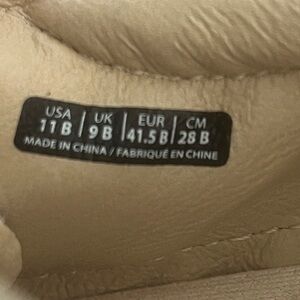 USA | UK | EUR | CM
11 B | 9 B | 41.5 B | 28 B
MADE IN CHINA / FABRIQUÉ EN CHINE